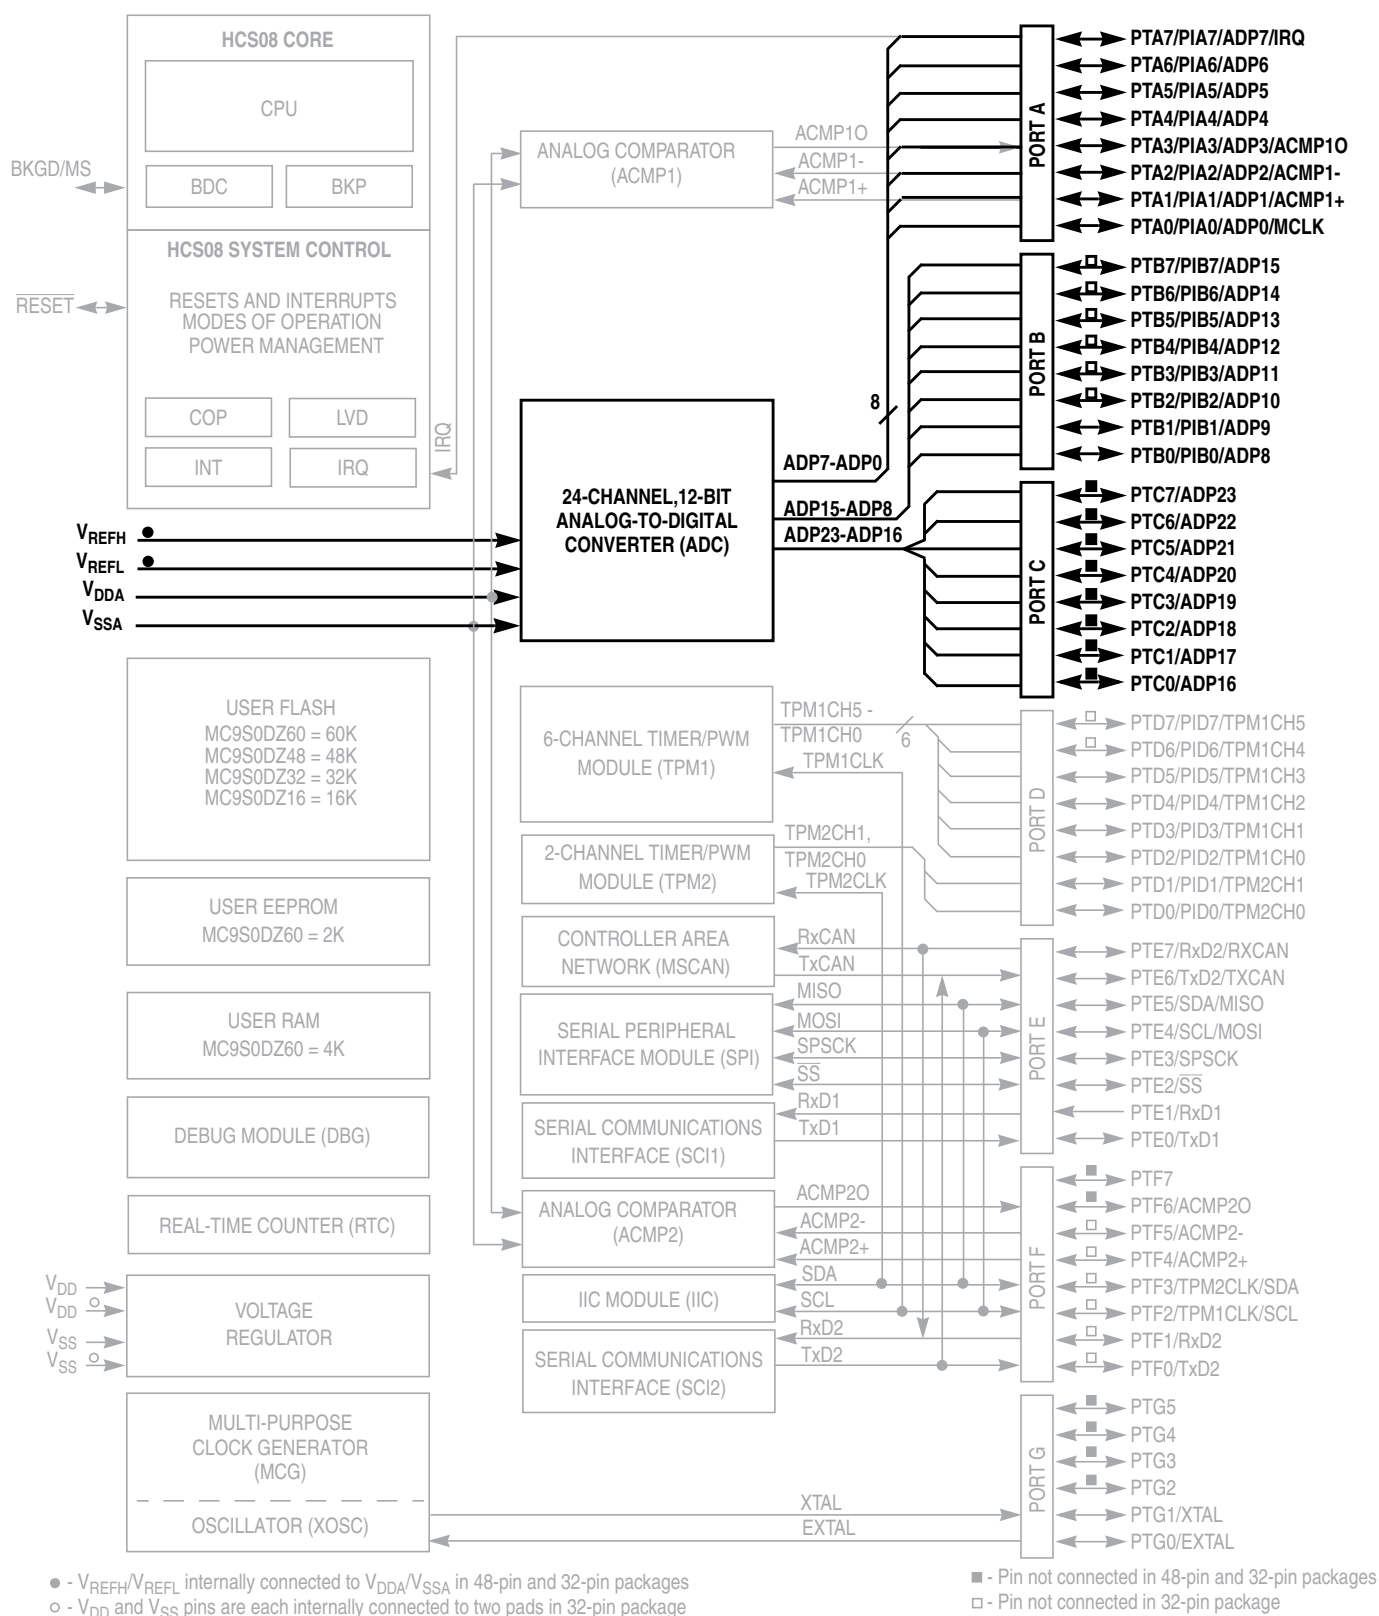 HCS08 CORE
CPU
BDC
BKP
BKGD/MS
HCS08 SYSTEM CONTROL
RESETS AND INTERRUPTS
MODES OF OPERATION
POWER MANAGEMENT
RESET
COP
LVD
INT
IRQ
IRQ
VREFH
VREFL
VDDA
VSSA
USER FLASH
MC9S0DZ60 = 60K
MC9S0DZ48 = 48K
MC9S0DZ32 = 32K
MC9S0DZ16 = 16K
USER EEPROM
MC9S0DZ60 = 2K
USER RAM
MC9S0DZ60 = 4K
DEBUG MODULE (DBG)
REAL-TIME COUNTER (RTC)
VDD
VDD
VSS
VSS
VOLTAGE
REGULATOR
MULTI-PURPOSE
CLOCK GENERATOR
(MCG)
OSCILLATOR (XOSC)
ANALOG COMPARATOR
(ACMP1)
ACMP1O
ACMP1-
ACMP1+
24-CHANNEL,12-BIT
ANALOG-TO-DIGITAL
CONVERTER (ADC)
8
ADP7-ADP0
ADP15-ADP8
ADP23-ADP16
6-CHANNEL TIMER/PWM
MODULE (TPM1)
TPM1CH5 -
TPM1CH0
6
TPM1CLK
2-CHANNEL TIMER/PWM
MODULE (TPM2)
TPM2CH1,
TPM2CH0
TPM2CLK
CONTROLLER AREA
NETWORK (MSCAN)
RxCAN
TxCAN
SERIAL PERIPHERAL
INTERFACE MODULE (SPI)
MISO
MOSI
SPSCK
SS
SERIAL COMMUNICATIONS
INTERFACE (SCI1)
RxD1
TxD1
ANALOG COMPARATOR
(ACMP2)
ACMP2O
ACMP2-
ACMP2+
IIC MODULE (IIC)
SDA
SCL
SERIAL COMMUNICATIONS
INTERFACE (SCI2)
RxD2
TxD2
XTAL
EXTAL
PORT A
PTA7/PIA7/ADP7/IRQ
PTA6/PIA6/ADP6
PTA5/PIA5/ADP5
PTA4/PIA4/ADP4
PTA3/PIA3/ADP3/ACMP1O
PTA2/PIA2/ADP2/ACMP1-
PTA1/PIA1/ADP1/ACMP1+
PTA0/PIA0/ADP0/MCLK
PORT B
PTB7/PIB7/ADP15
PTB6/PIB6/ADP14
PTB5/PIB5/ADP13
PTB4/PIB4/ADP12
PTB3/PIB3/ADP11
PTB2/PIB2/ADP10
PTB1/PIB1/ADP9
PTB0/PIB0/ADP8
PORT C
PTC7/ADP23
PTC6/ADP22
PTC5/ADP21
PTC4/ADP20
PTC3/ADP19
PTC2/ADP18
PTC1/ADP17
PTC0/ADP16
PORT D
PTD7/PID7/TPM1CH5
PTD6/PID6/TPM1CH4
PTD5/PID5/TPM1CH3
PTD4/PID4/TPM1CH2
PTD3/PID3/TPM1CH1
PTD2/PID2/TPM1CH0
PTD1/PID1/TPM2CH1
PTD0/PID0/TPM2CH0
PORT E
PTE7/RxD2/RXCAN
PTE6/TxD2/TXCAN
PTE5/SDA/MISO
PTE4/SCL/MOSI
PTE3/SPSCK
PTE2/SS
PTE1/RxD1
PTE0/TxD1
PORT F
PTF7
PTF6/ACMP2O
PTF5/ACMP2-
PTF4/ACMP2+
PTF3/TPM2CLK/SDA
PTF2/TPM1CLK/SCL
PTF1/RxD2
PTF0/TxD2
PORT G
PTG5
PTG4
PTG3
PTG2
PTG1/XTAL
PTG0/EXTAL
● - VREFH/VREFL internally connected to VDDA/VSSA in 48-pin and 32-pin packages
○ - VDD and VSS pins are each internally connected to two pads in 32-pin package
■ - Pin not connected in 48-pin and 32-pin packages
□ - Pin not connected in 32-pin package